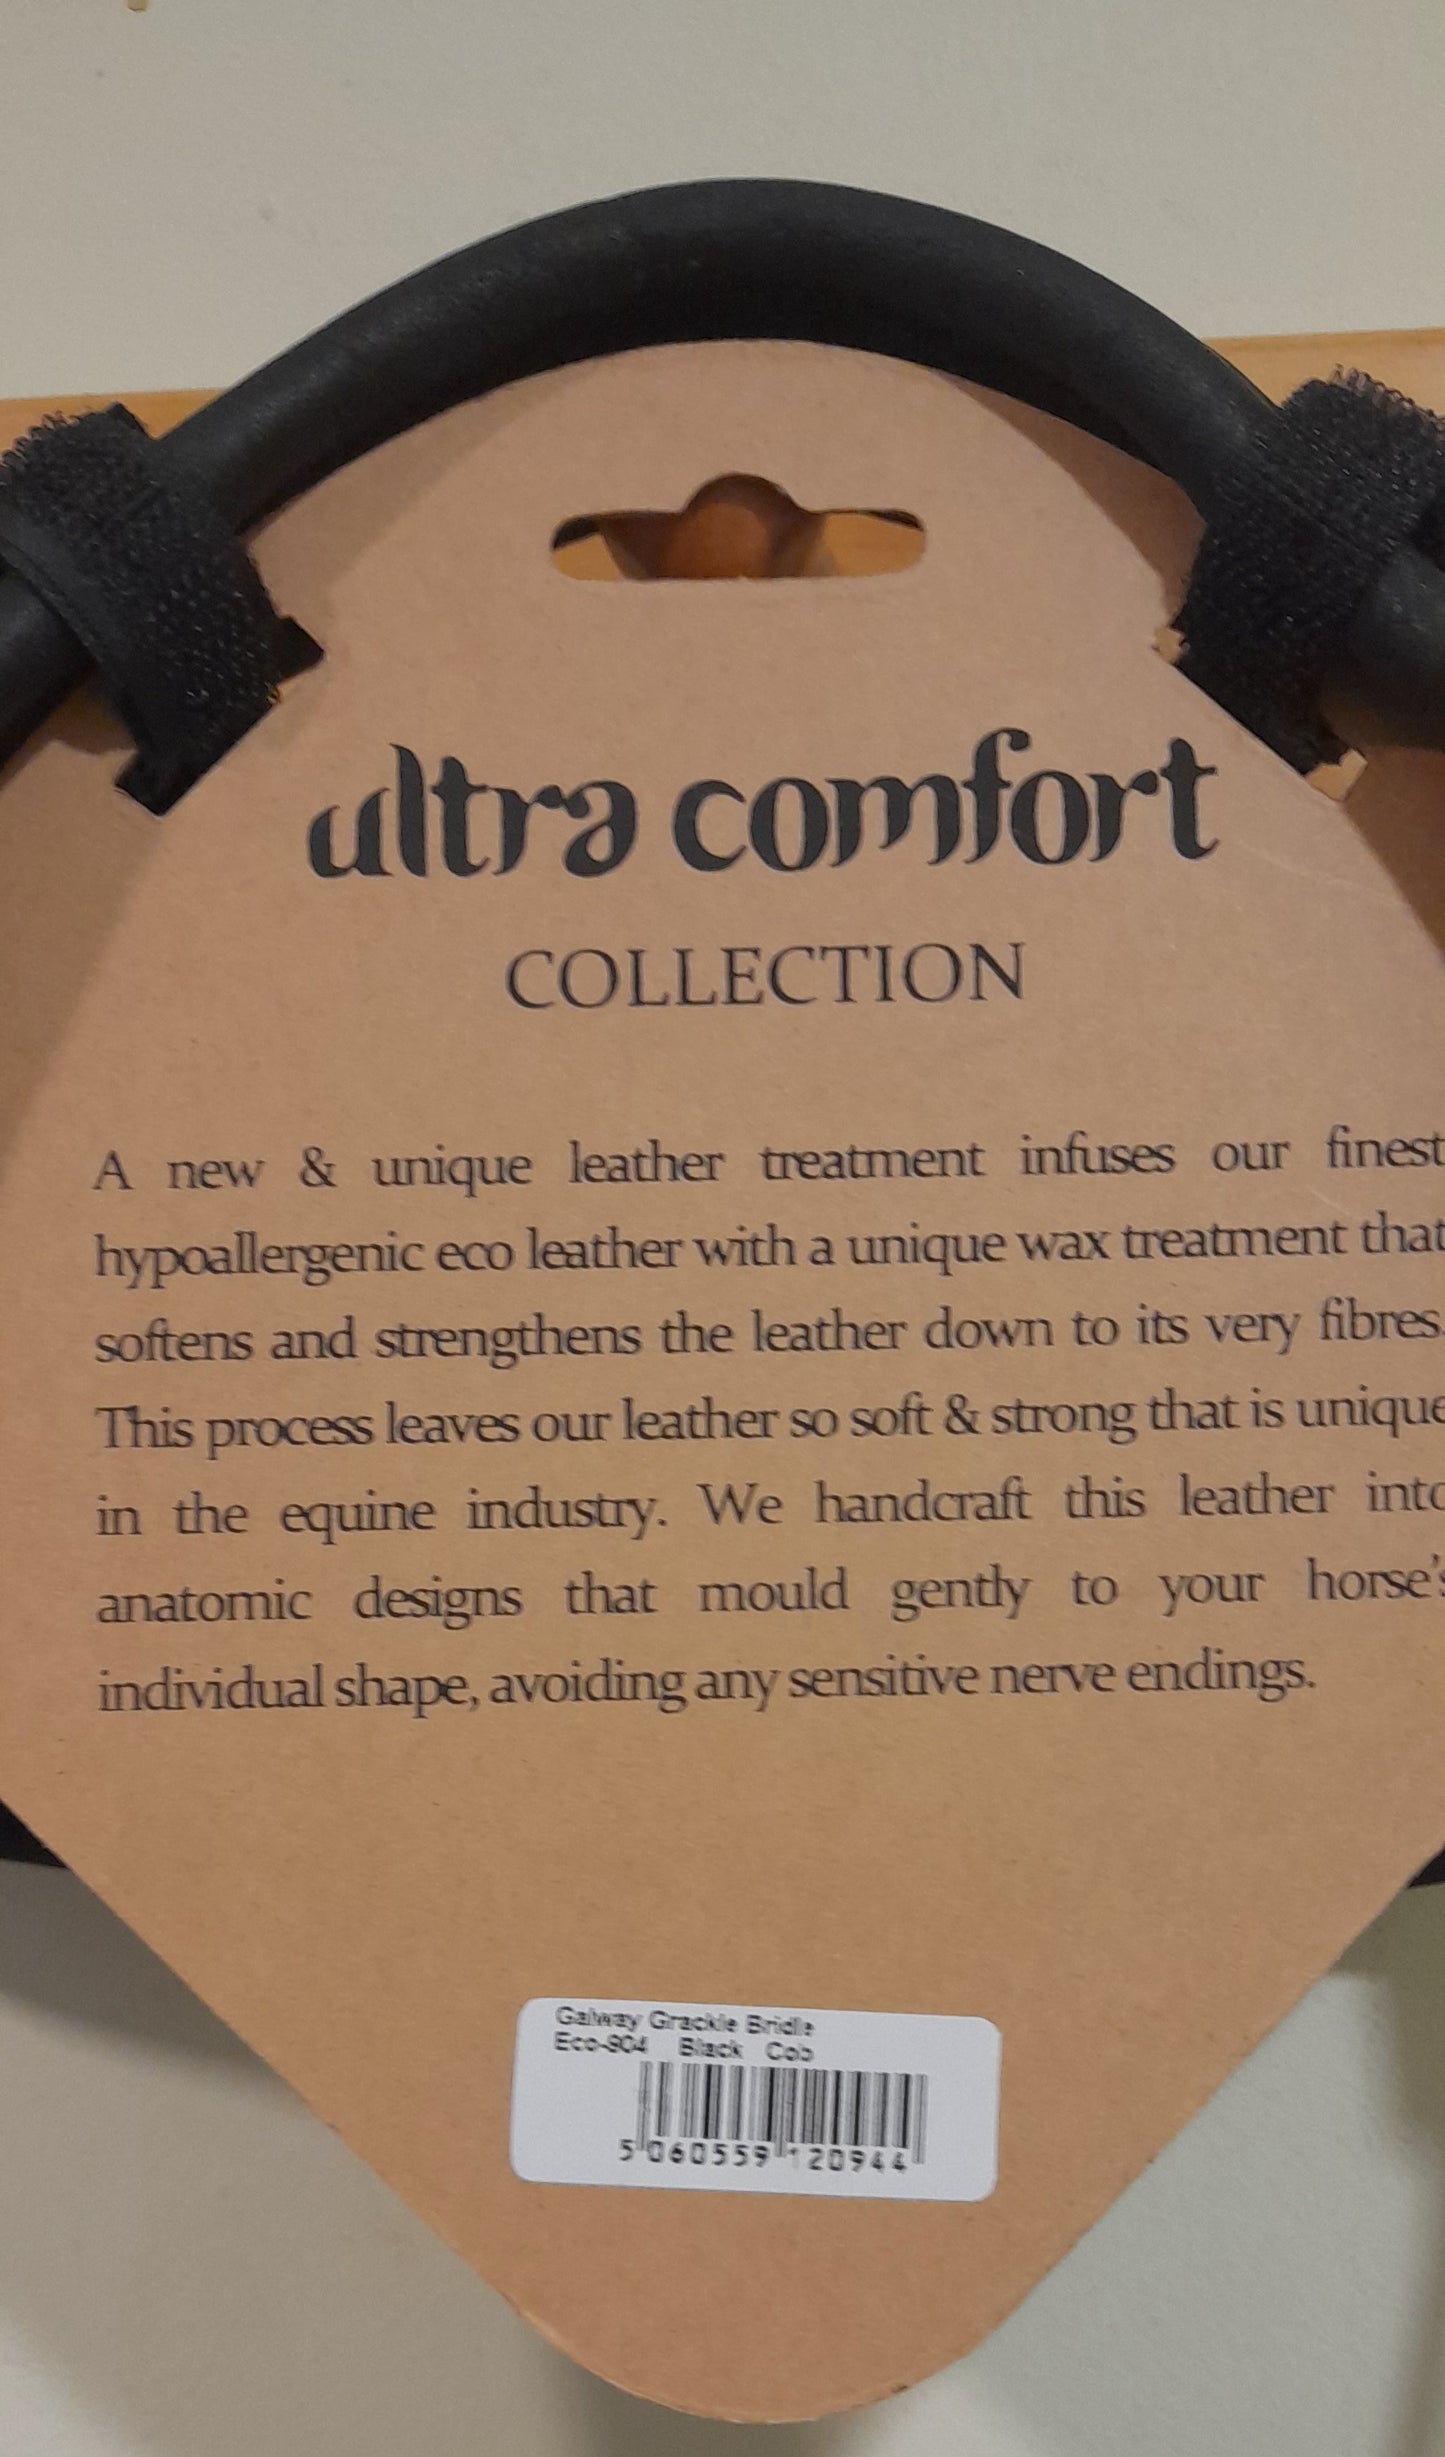 ultra comfort
COLLECTION
A new & unique leather treatment infuses our finest
hypoallergenic eco leather with a unique wax treatment that
softens and strengthens the leather down to its very fibres.
This process leaves our leather so soft & strong that is unique
in the equine industry. We handcraft this leather into
anatomic designs that mould gently to your horse's
individual shape, avoiding any sensitive nerve endings.
Galway Grackle Bridle
Eco-904 Black Cob
5 060559 120944